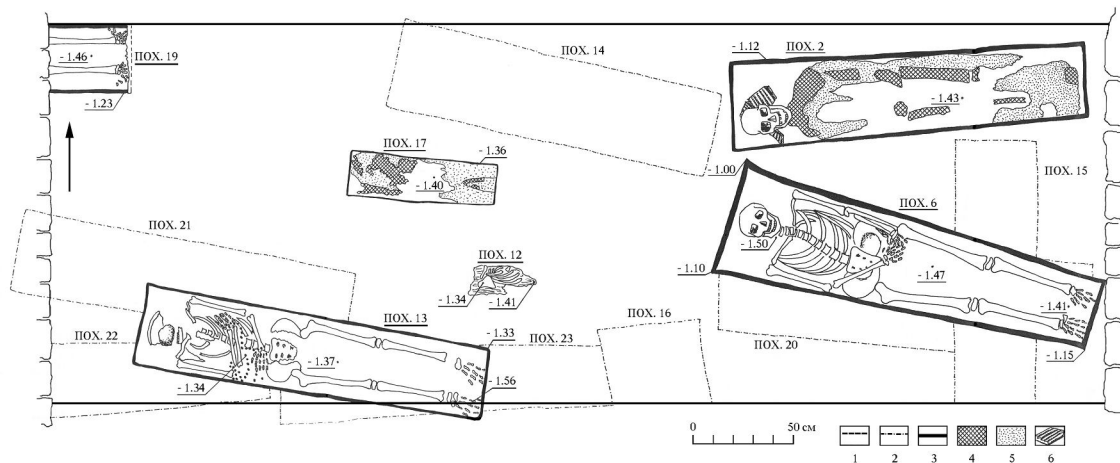 ПОХ. 14
ПОХ. 2
- 1.12
- 1.46
ПОХ. 19
- 1.43
- 1.23
ПОХ. 17
- 1.36
- 1.40
- 1.00
ПОХ. 15
ПОХ. 6
ПОХ. 21
- 1.50
ПОХ. 12
- 1.10
- 1.47
- 1.34
- 1.41
- 1.41
ПОХ. 13
ПОХ. 16
ПОХ. 22
- 1.33
ПОХ. 23
ПОХ. 20
- 1.15
- 1.37
- 1.34
- 1.56
0 50 см
1 2 3 4 5 6